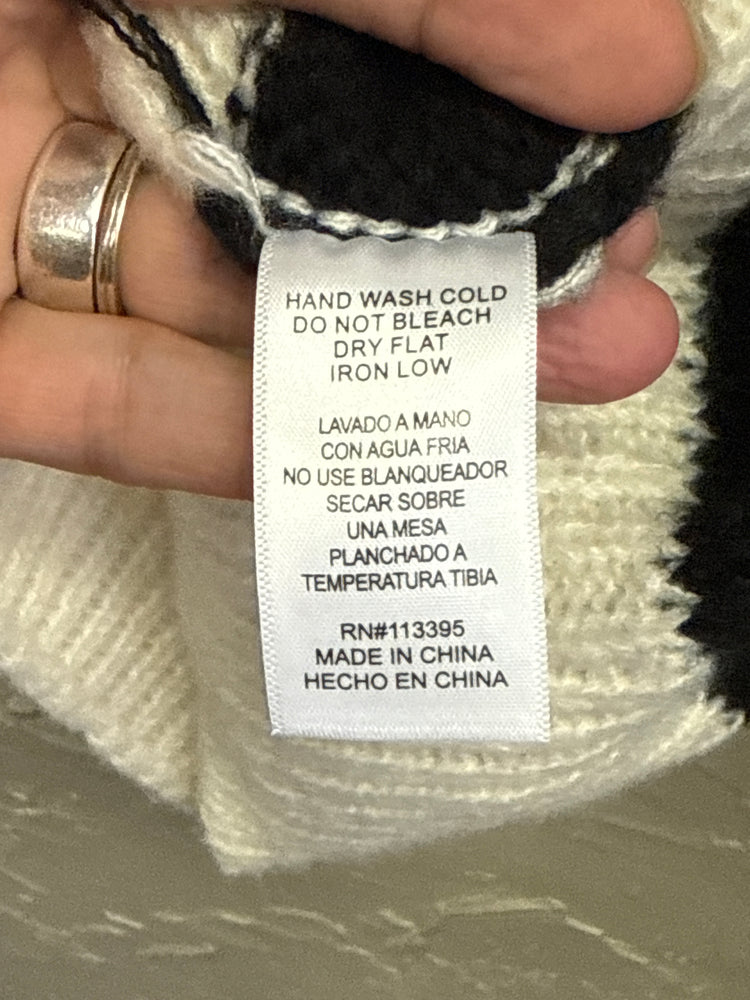 HAND WASH COLD
DO NOT BLEACH
DRY FLAT
IRON LOW
LAVADO A MANO
CON AGUA FRIA
NO USE BLANQUEADOR
SECAR SOBRE
UNA MESA
PLANCHADO A
TEMPERATURA TIBIA
RN#113395
MADE IN CHINA
HECHO EN CHINA